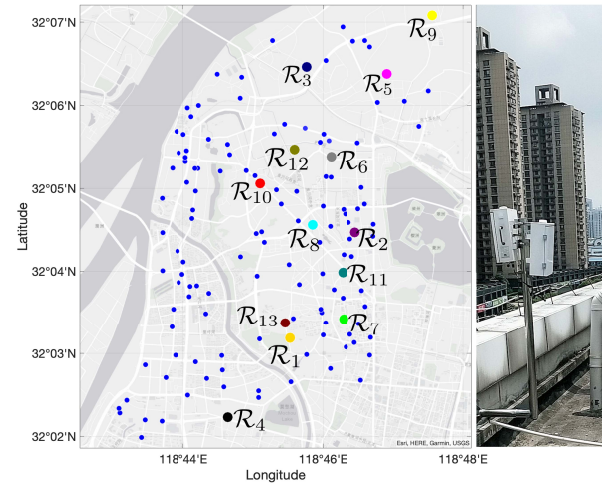 32°07'N
R9
R3
R5
32°06'N
R12
R6
32°05'N
R10
R8
R2
32°04'N
R11
R13
R7
R1
32°03'N
R4
32°02'N
Esri, HERE, Garmin, USGS
118°44'E
118°46'E
118°48'E
Latitude
Longitude